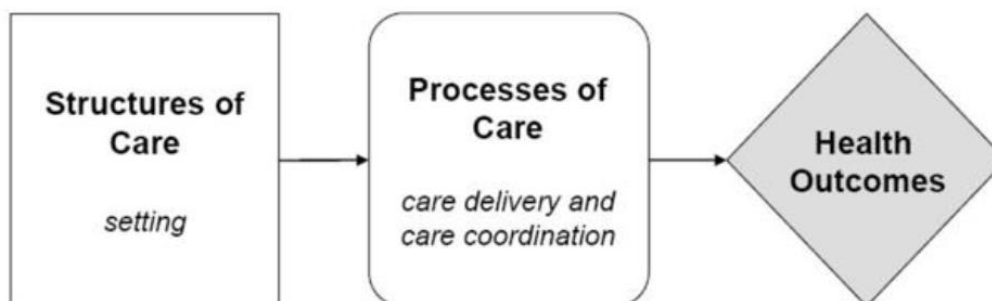 Structures of
Care
setting
Processes of
Care
care delivery and
care coordination
Health
Outcomes